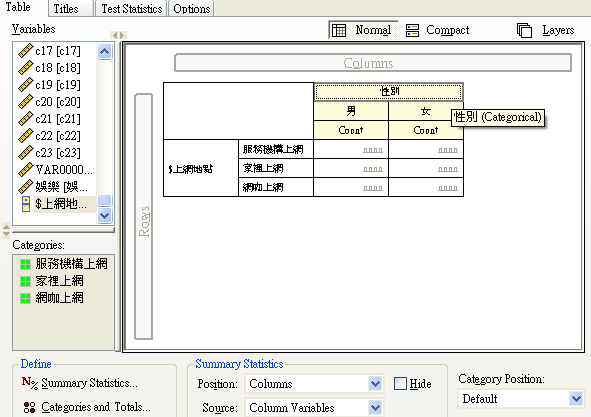 Table Titles Test Statistics Options
Variables
Normal Compact Layers
c17 [c17]
c18 [c18]
c19 [c19]
c20 [c20]
c21 [c21]
c22 [c22]
c23 [c23]
VAR0000...
娛樂 [娛...
$上網地...
Categories:
服務機構上網
家裡上網
網咖上網
Columns
Rows
性別
男 女
Count Count
性別 (Categorical)
$上網地點
服務機構上網 nnnn nnnn
家裡上網 nnnn nnnn
網咖上網 nnnn nnnn
Define
N% Summary Statistics...
Categories and Totals...
Summary Statistics
Position: Columns Hide
Source: Column Variables
Category Position:
Default